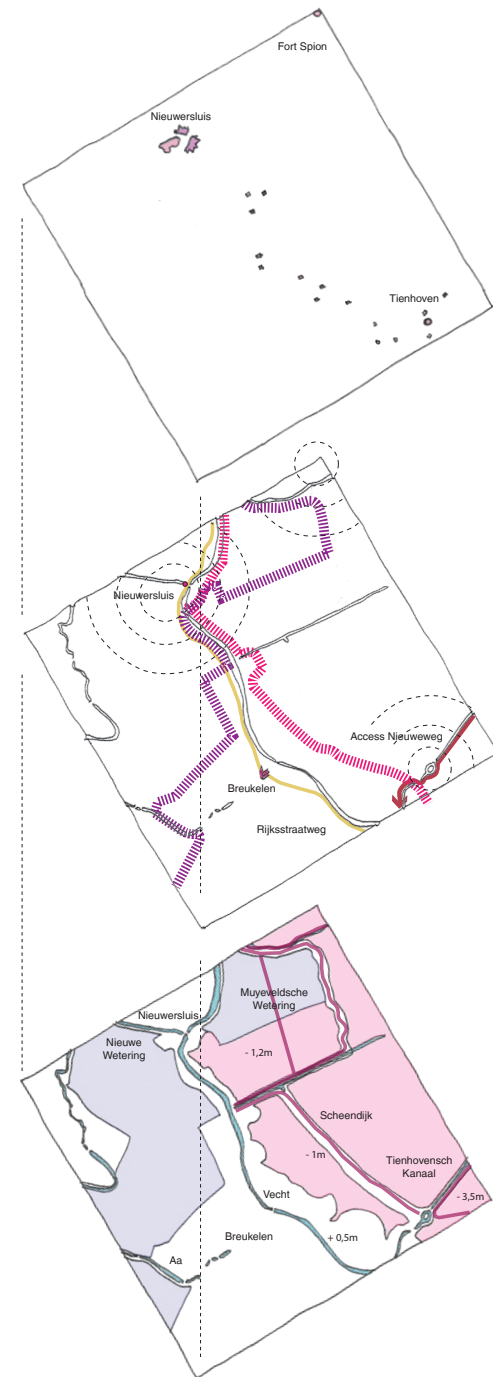 Fort Spion
Nieuwersluis
Tienhoven
Nieuwersluis
Access Nieuweweg
Breukelen
Rijksstraatweg
Nieuwersluis
Muyeveldsche
Wetering
Nieuwe
Wetering
- 1,2m
Scheendijk
- 1m
Tienhovensch
Kanaal
- 3,5m
Vecht
+ 0,5m
Breukelen
Aa